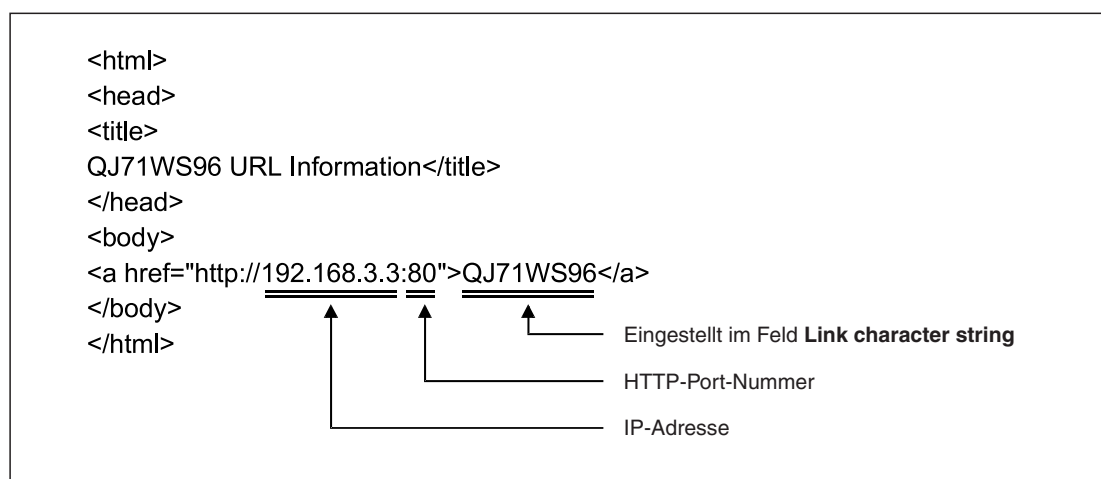 <html>
<head>
<title>
QJ71WS96 URL Information</title>
</head>
<body>
<a href="http://192.168.3.3:80">QJ71WS96</a>
</body>
</html>
Eingestellt im Feld Link character string
HTTP-Port-Nummer
IP-Adresse